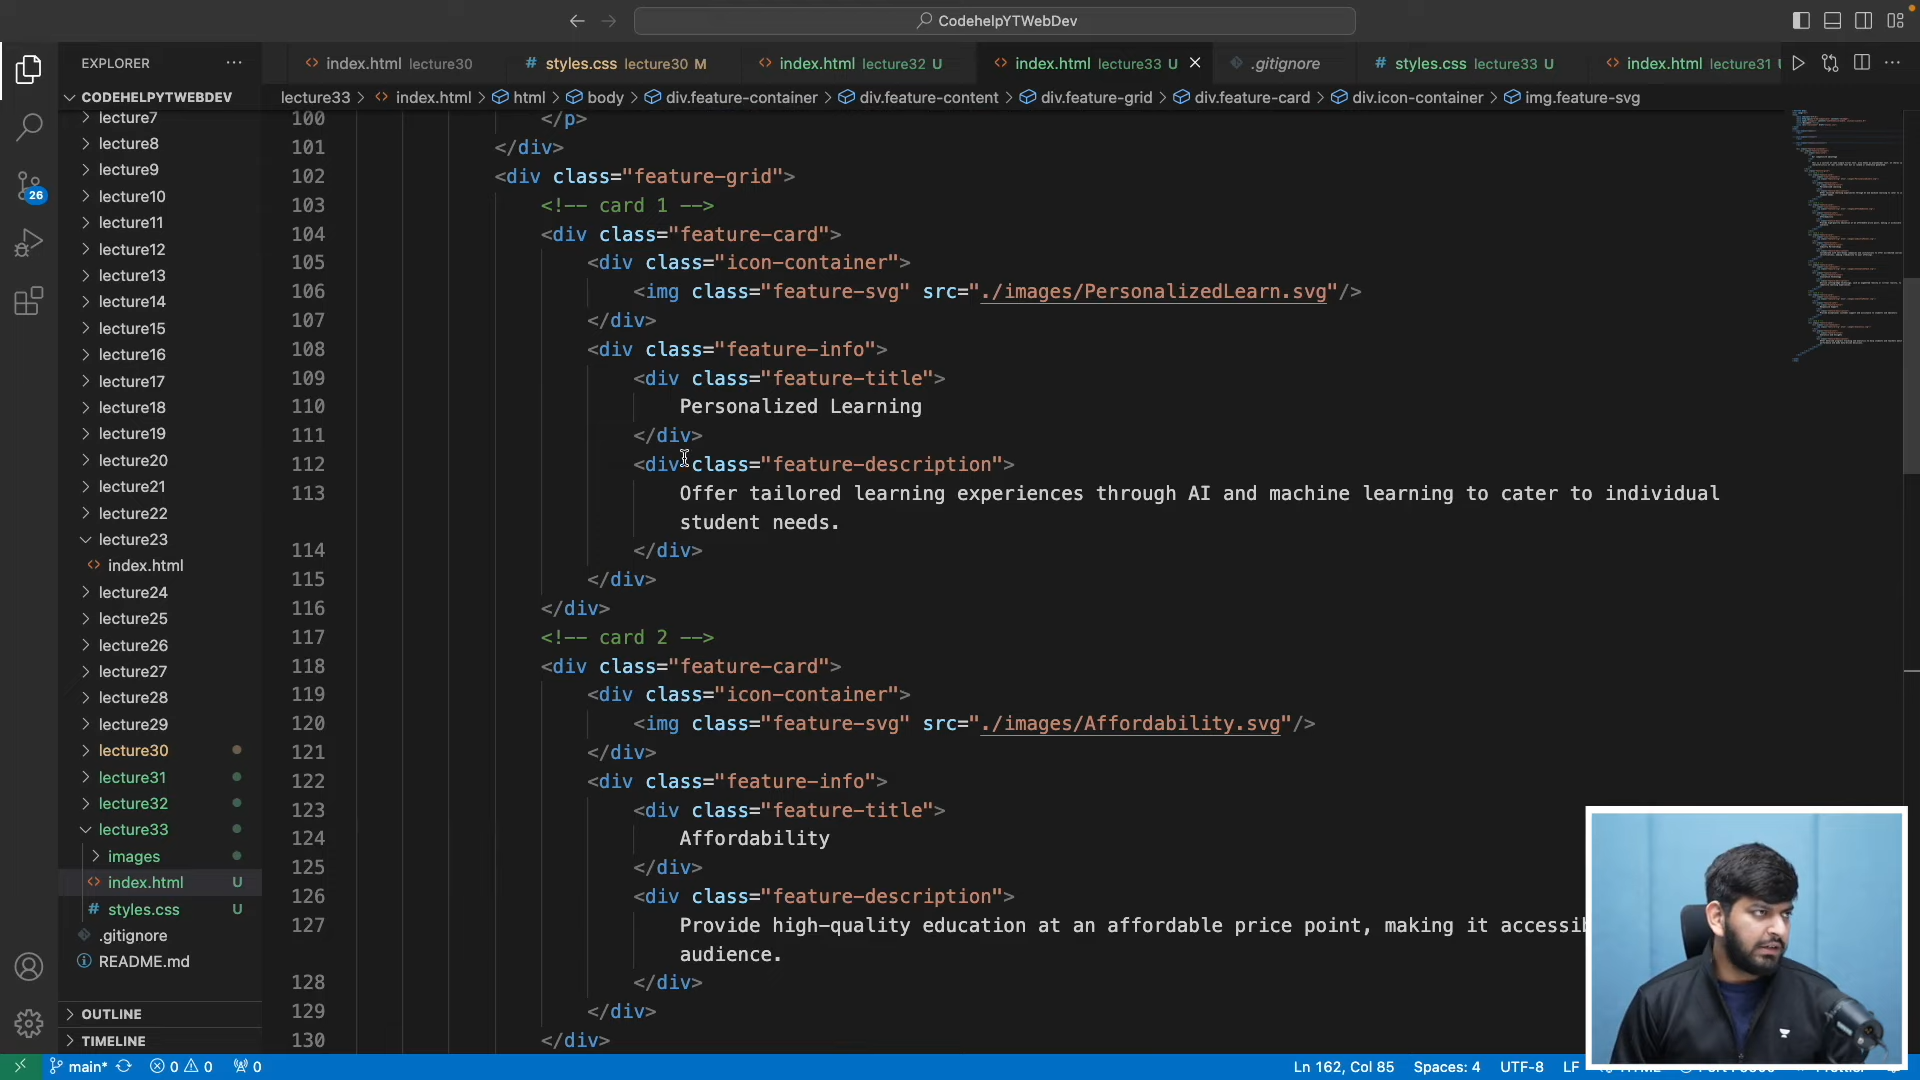 CodehelpYTWebDev
EXPLORER
index.html lecture30
styles.css lecture30 M
index.html lecture32 U
index.html lecture33 U
.gitignore
styles.css lecture33 U
index.html lecture31 U
CODEHELPYTWEBDEV
lecture33 > index.html > html > body > div.feature-container > div.feature-content > div.feature-grid > div.feature-card > div.icon-container > img.feature-svg
lecture7
lecture8
lecture9
lecture10
lecture11
lecture12
lecture13
lecture14
lecture15
lecture16
lecture17
lecture18
lecture19
lecture20
lecture21
lecture22
lecture23
index.html
lecture24
lecture25
lecture26
lecture27
lecture28
lecture29
lecture30
lecture31
lecture32
lecture33
images
index.html U
styles.css U
.gitignore
README.md
OUTLINE
TIMELINE
26
100 </p>
101 </div>
102 <div class="feature-grid">
103 <!-- card 1 -->
104 <div class="feature-card">
105 <div class="icon-container">
106 <img class="feature-svg" src="./images/PersonalizedLearn.svg"/>
107 </div>
108 <div class="feature-info">
109 <div class="feature-title">
110 Personalized Learning
111 </div>
112 <div class="feature-description">
113 Offer tailored learning experiences through AI and machine learning to cater to individual
student needs.
114 </div>
115 </div>
116 </div>
117 <!-- card 2 -->
118 <div class="feature-card">
119 <div class="icon-container">
120 <img class="feature-svg" src="./images/Affordability.svg"/>
121 </div>
122 <div class="feature-info">
123 <div class="feature-title">
124 Affordability
125 </div>
126 <div class="feature-description">
127 Provide high-quality education at an affordable price point, making it
audience.
128 </div>
129 </div>
130 </div>
main* 0 0 0 Ln 162, Col 85 Spaces: 4 UTF-8 LF